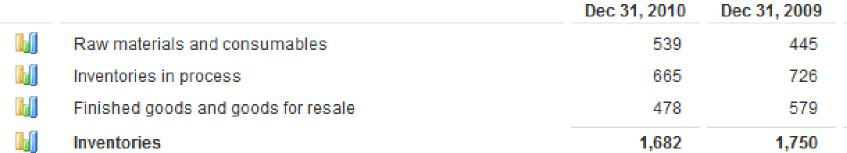 Dec 31, 2010 Dec 31, 2009
Raw materials and consumables 539 445
Inventories in process 665 726
Finished goods and goods for resale 478 579
Inventories 1,682 1,750